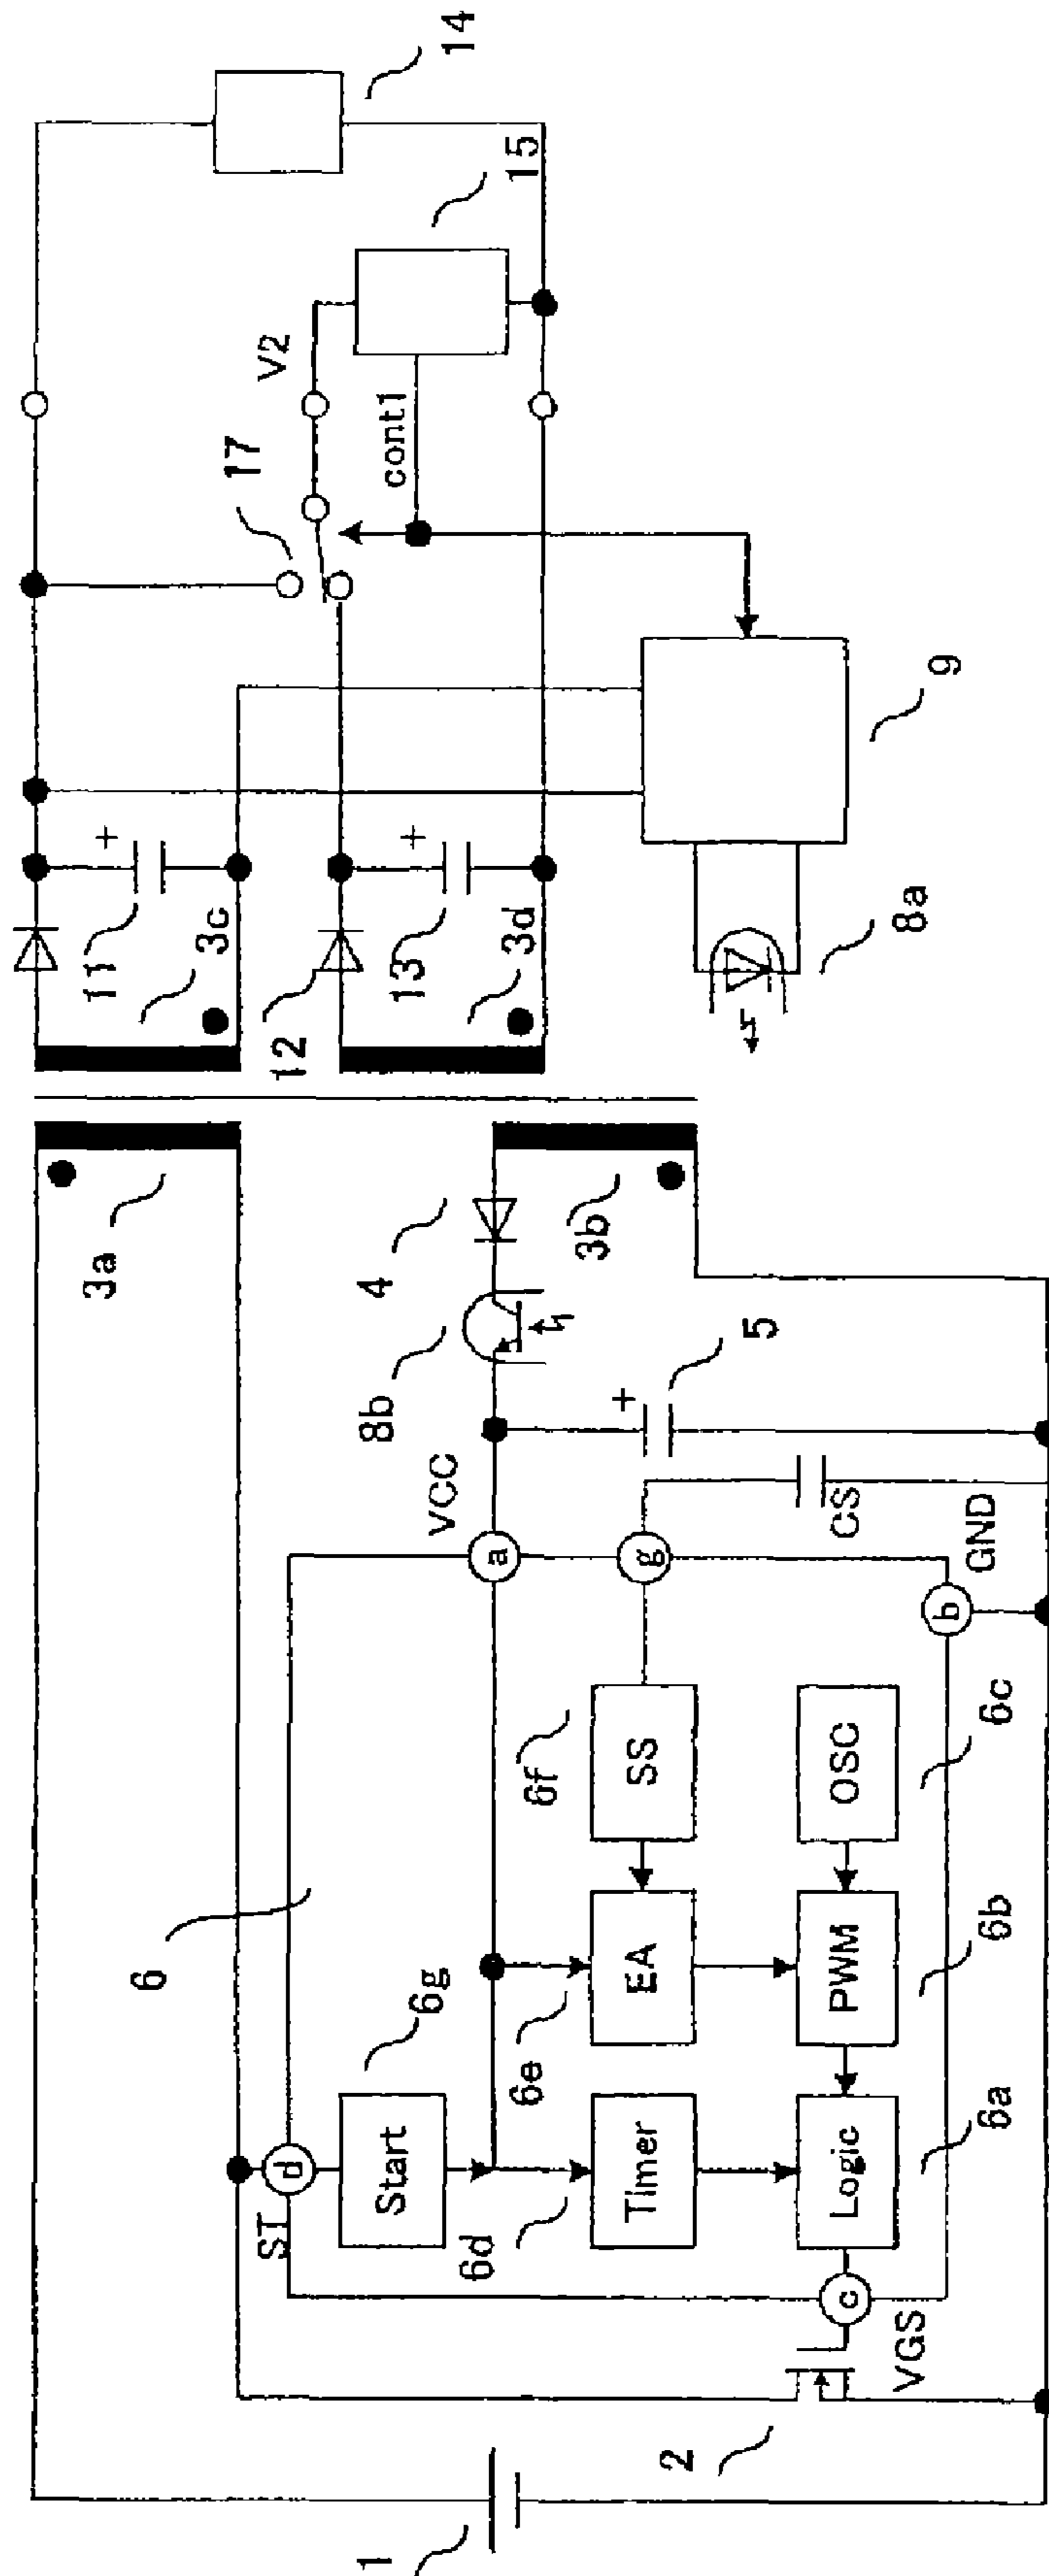 14
3a
11
3c
6
17
V2
15
12
ST
d
Start
6g
VCC
8b
4
13
3d
cont1
1
6d
6e
6f
a
3b
Timer
EA
SS
g
5
9
2
Logic
PWM
OSC
CS
8a
c
VGS
6a
6b
6c
b
GND